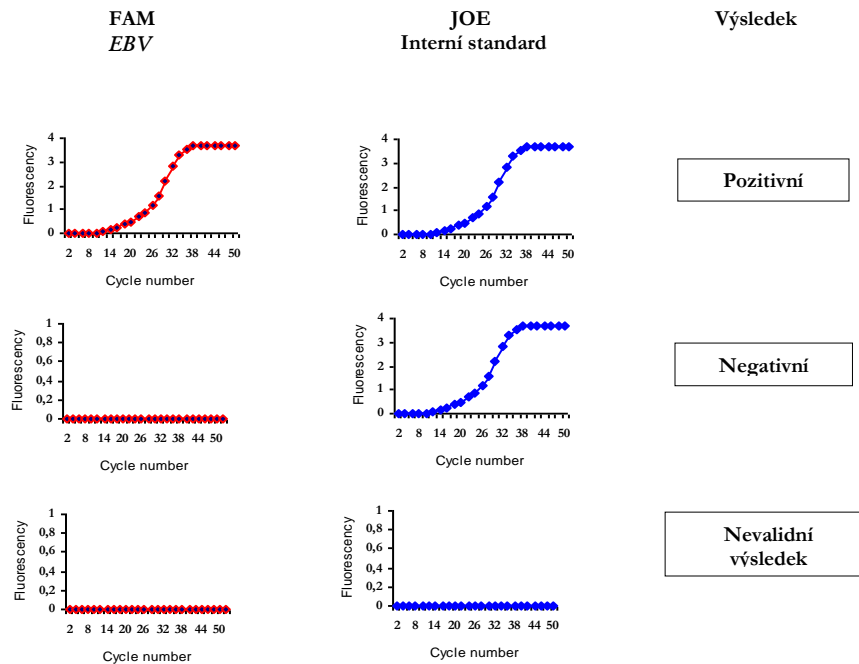 FAM
EBV
JOE
Interní standard
Výsledek
Fluorescency
4
3
2
1
0
2 8 14 20 26 32 38 44 50
Cycle number
Fluorescency
4
3
2
1
0
2 8 14 20 26 32 38 44 50
Cycle number
Pozitivní
Fluorescency
1
0,8
0,6
0,4
0,2
0
2 8 14 20 26 32 38 44 50
Cycle number
Fluorescency
4
3
2
1
0
2 8 14 20 26 32 38 44 50
Cycle number
Negativní
Fluorescency
1
0,8
0,6
0,4
0,2
0
2 8 14 20 26 32 38 44 50
Cycle number
Fluorescency
1
0,8
0,6
0,4
0,2
0
2 8 14 20 26 32 38 44 50
Cycle number
Nevalidní
výsledek